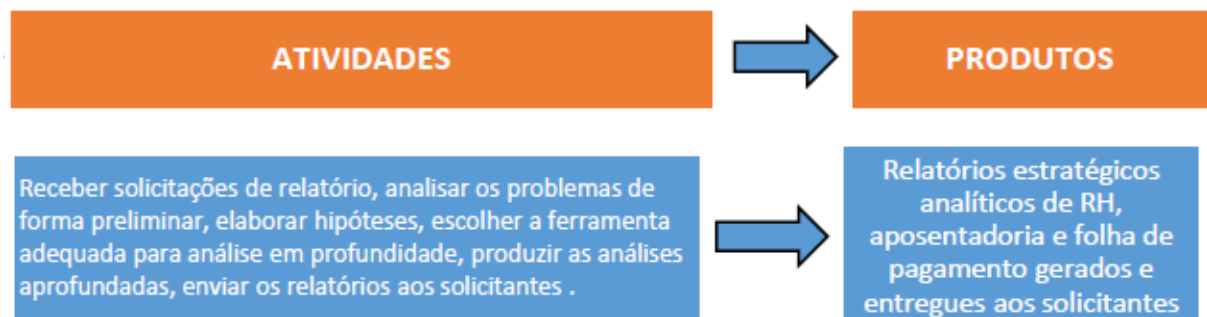 ATIVIDADES
PRODUTOS
Receber solicitações de relatório, analisar os problemas de
forma preliminar, elaborar hipóteses, escolher a ferramenta
adequada para análise em profundidade, produzir as análises
aprofundadas, enviar os relatórios aos solicitantes .
Relatórios estratégicos
analíticos de RH,
aposentadoria e folha de
pagamento gerados e
entregues aos solicitantes